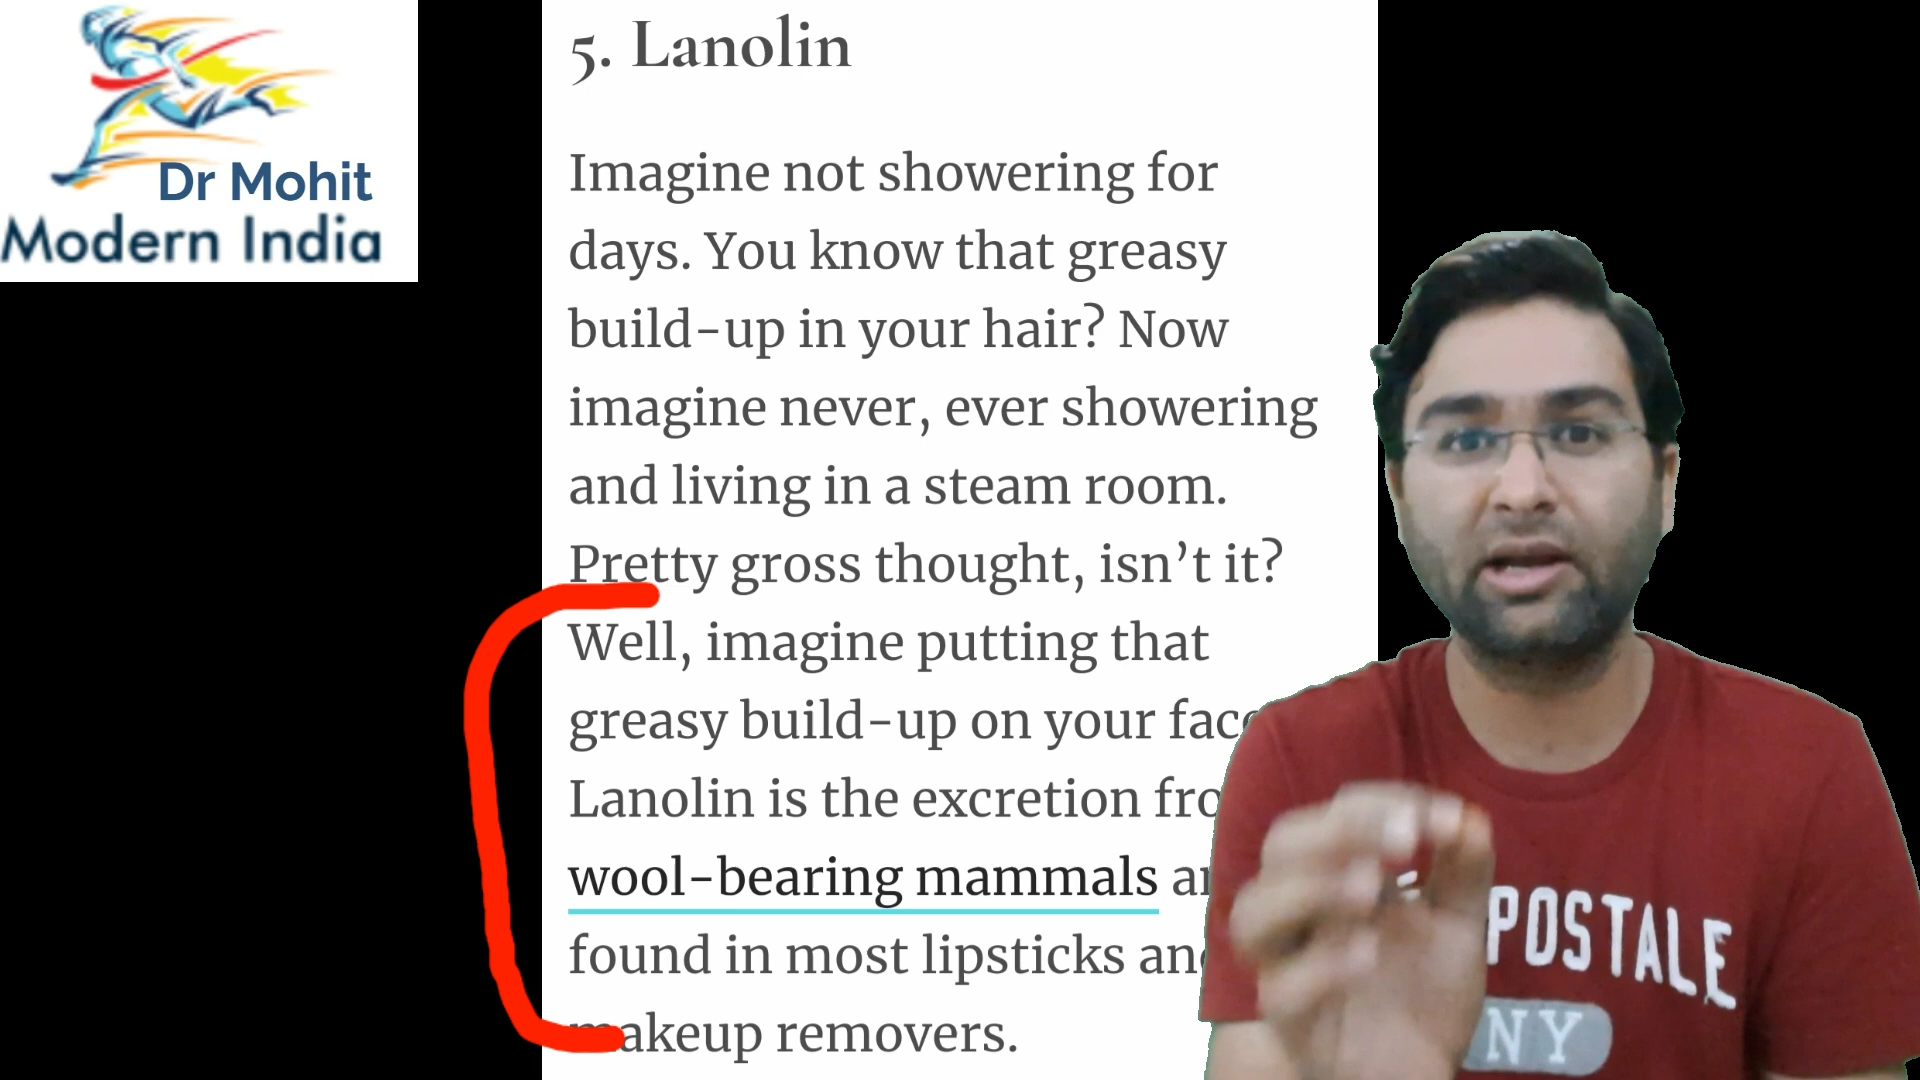 Dr Mohit
Modern India
5. Lanolin
Imagine not showering for
days. You know that greasy
build-up in your hair? Now
imagine never, ever showering
and living in a steam room.
Pretty gross thought, isn’t it?
Well, imagine putting that
greasy build-up on your
Lanolin is the excretion
wool-bearing mammals
found in most lipsticks
makeup removers.
POSTALE
NY